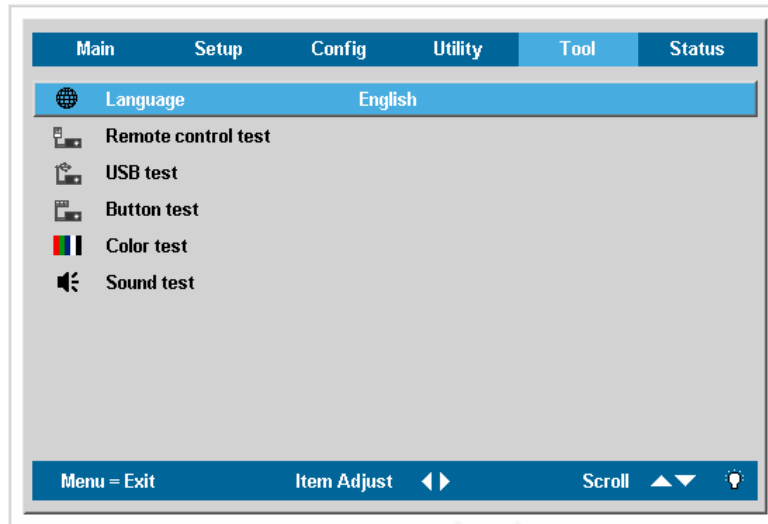 Main Setup Config Utility Tool Status
Language English
Remote control test
USB test
Button test
Color test
Sound test
Menu = Exit Item Adjust Scroll